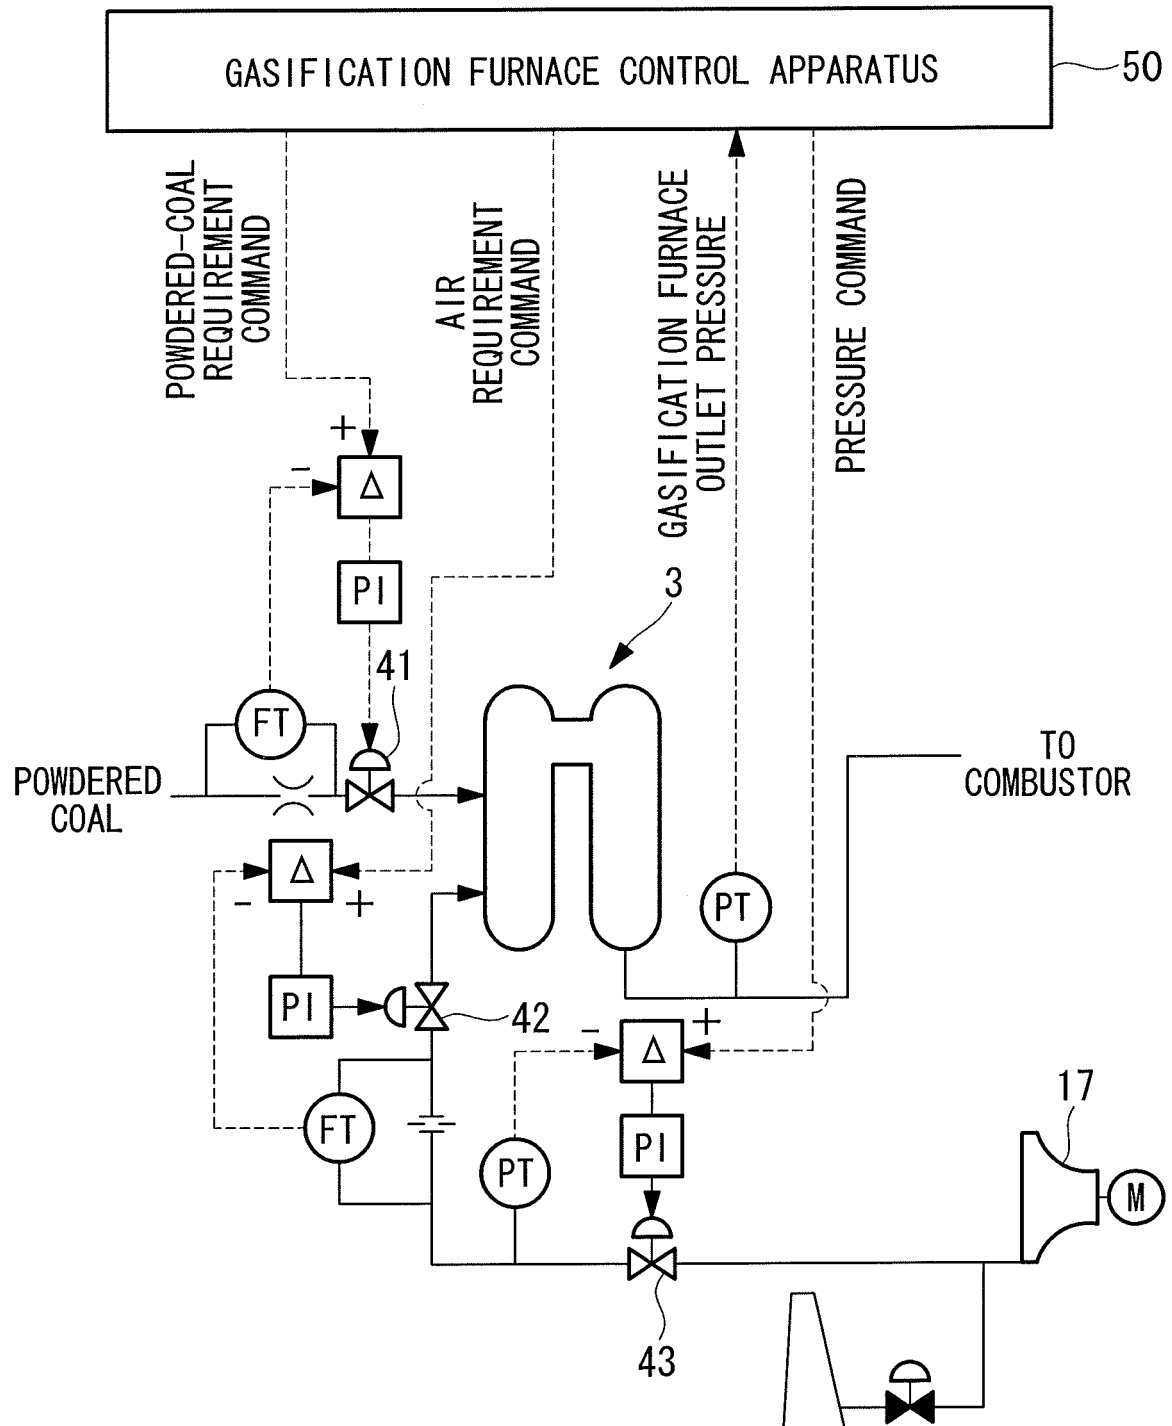 GASIFICATION FURNACE CONTROL APPARATUS
50
POWDERED-COAL
REQUIREMENT
COMMAND
AIR
REQUIREMENT
COMMAND
GASIFICATION FURNACE
OUTLET PRESSURE
PRESSURE COMMAND
+
-
Δ
PI
3
41
FT
POWDERED
COAL
TO
COMBUSTOR
Δ
-
+
PT
PI
42
-
+
Δ
17
FT
PT
PI
M
43